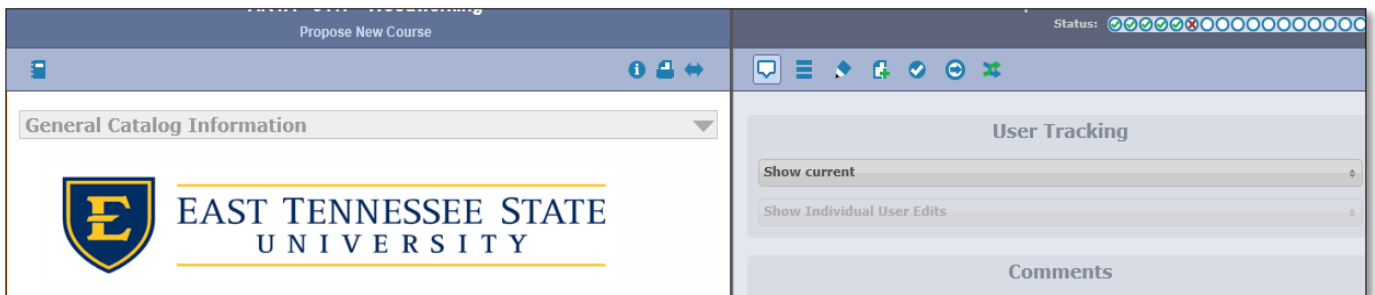 Propose New Course
Status:
General Catalog Information
EAST TENNESSEE STATE
UNIVERSITY
User Tracking
Show current
Show Individual User Edits
Comments